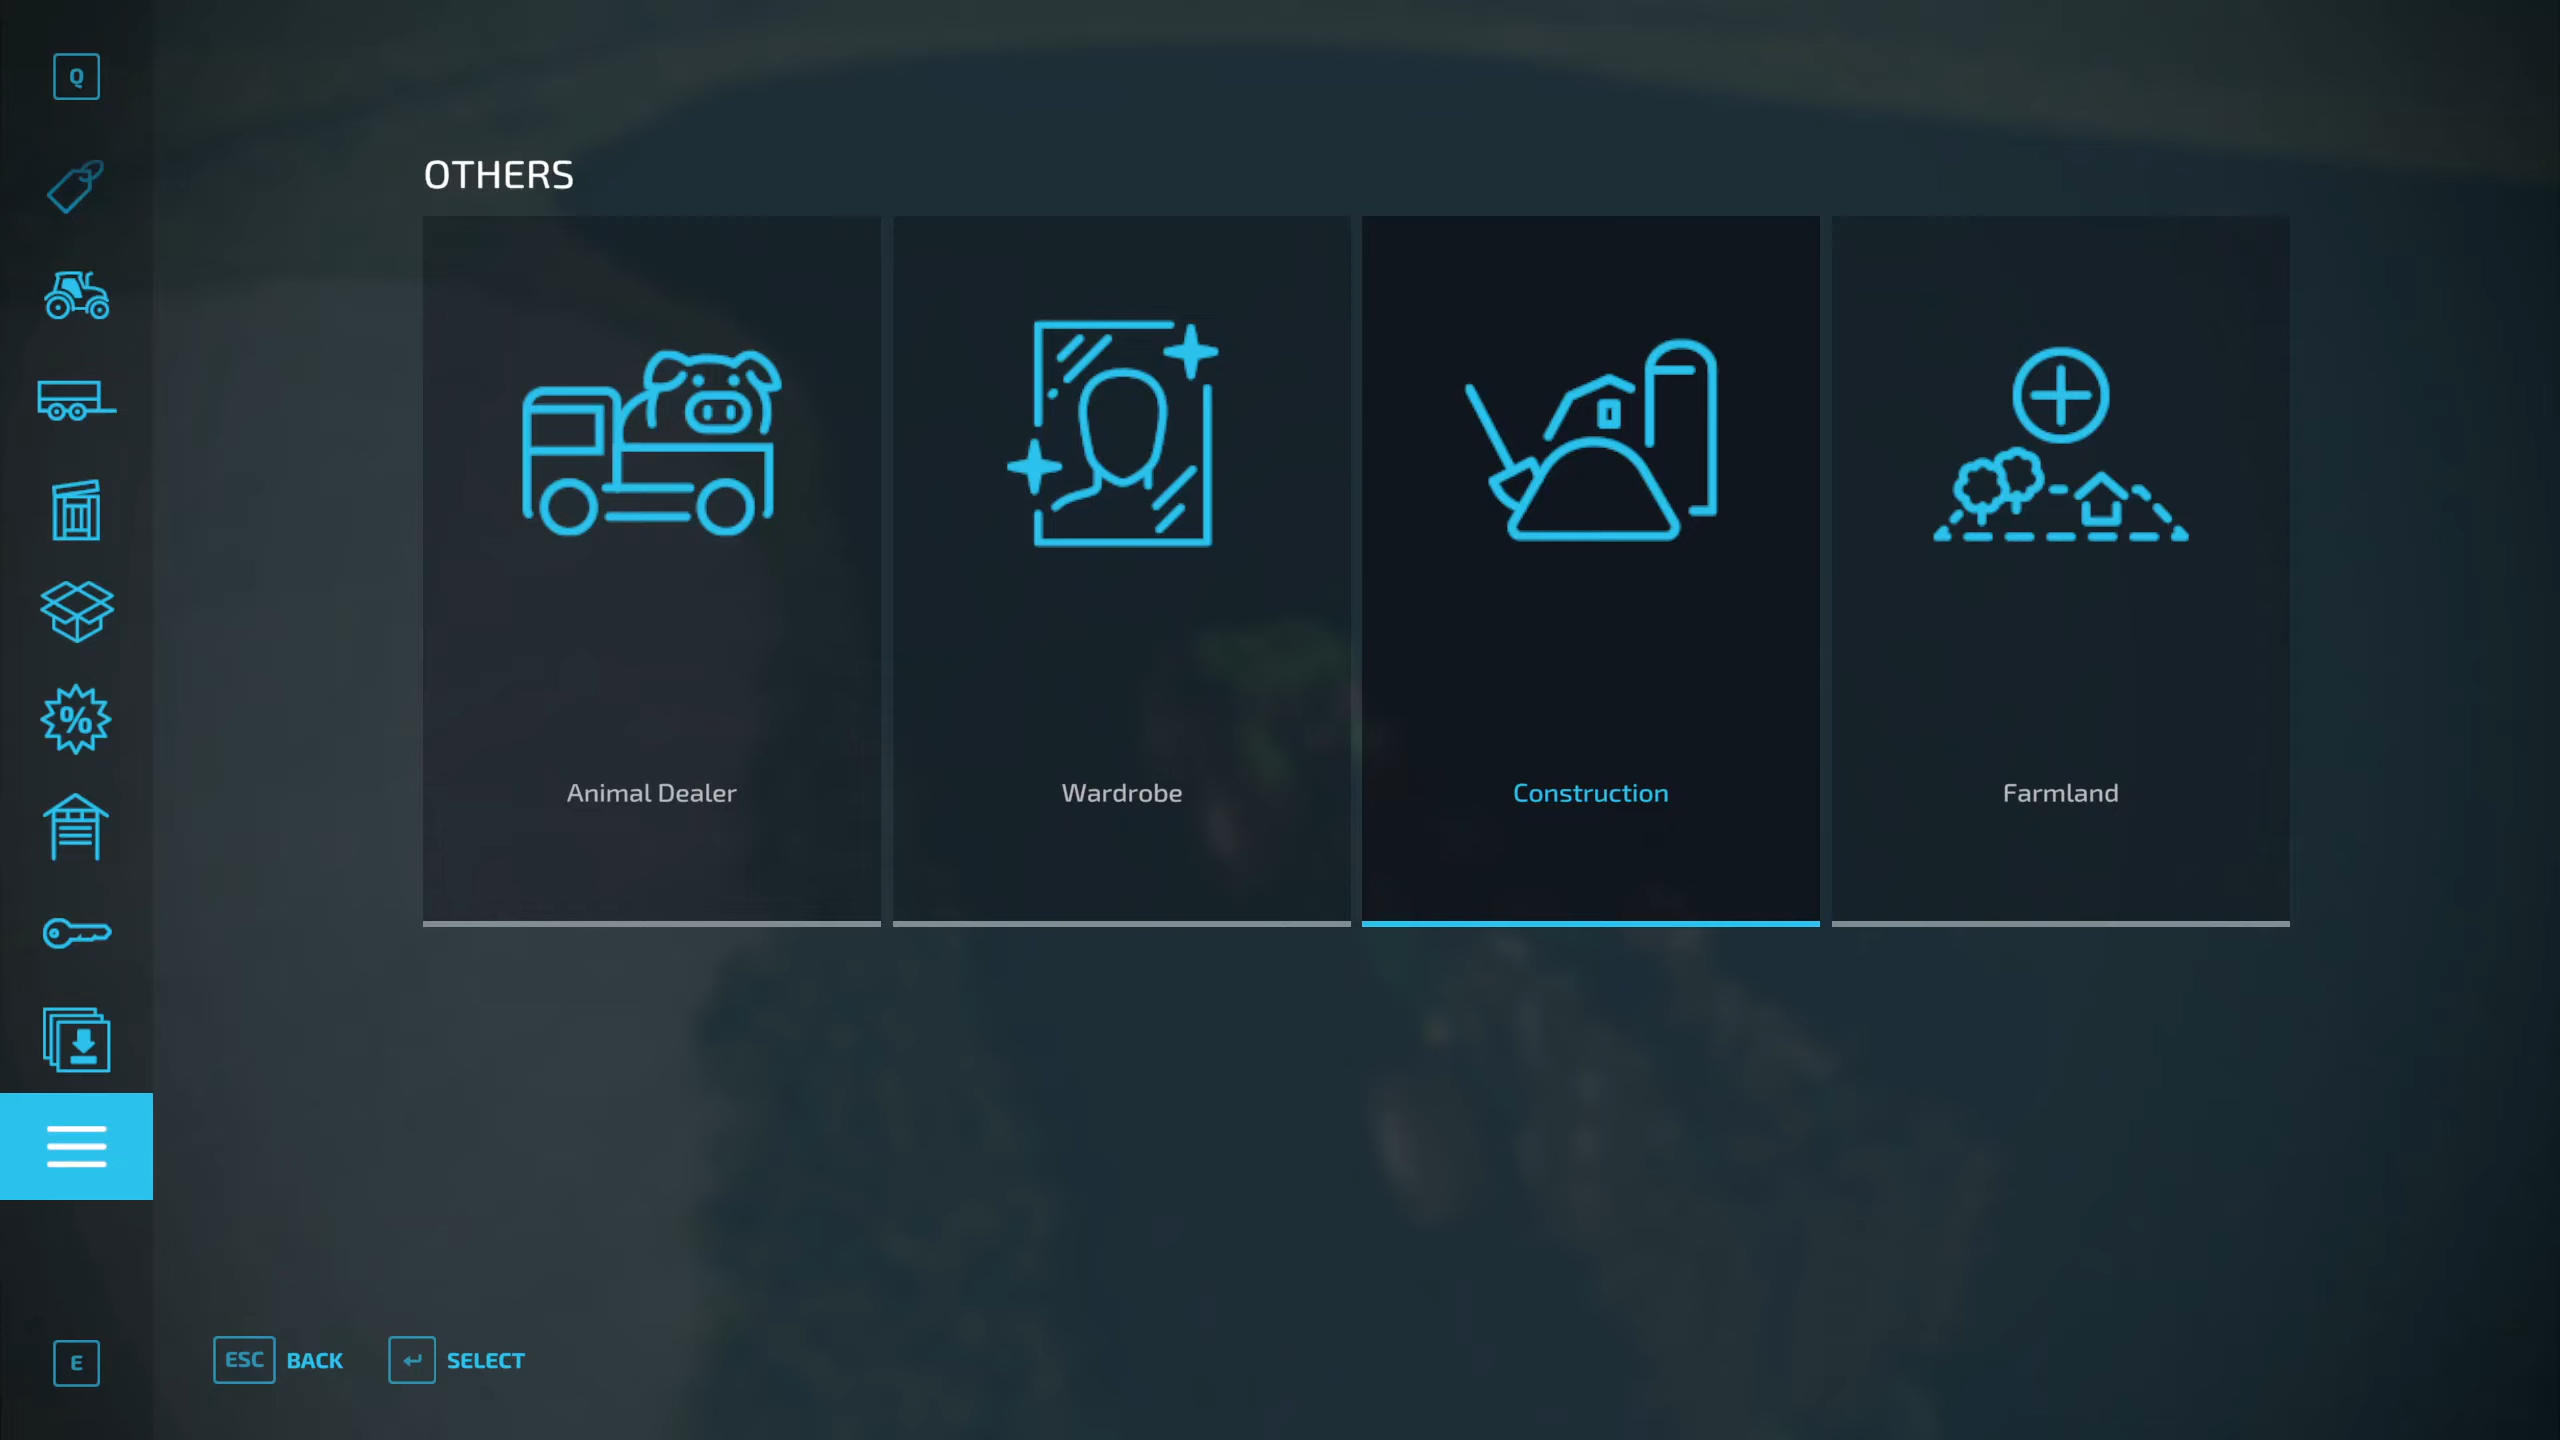 Q
OTHERS
%
Animal Dealer
Wardrobe
Construction
Farmland
E
ESC BACK
SELECT